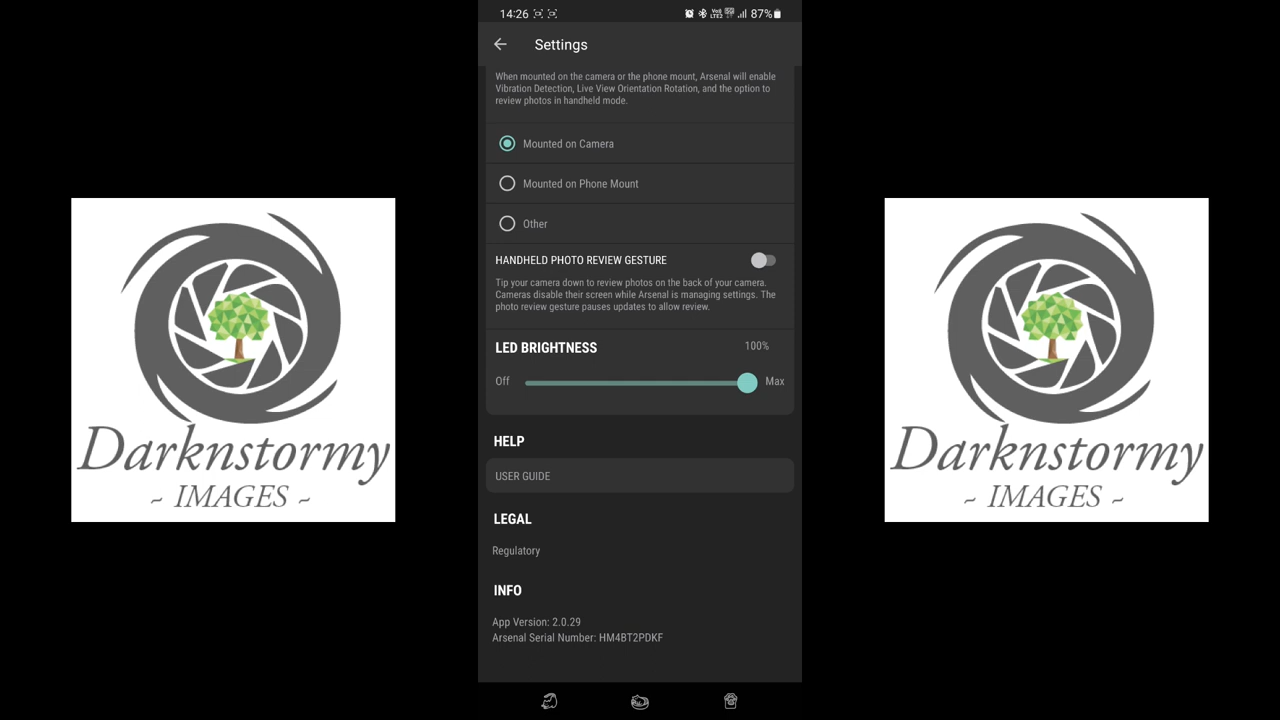 14:26
87%
Settings
When mounted on the camera or the phone mount, Arsenal will enable
Vibration Detection, Live View Orientation Rotation, and the option to
review photos in handheld mode.
Mounted on Camera
Mounted on Phone Mount
Other
HANDHELD PHOTO REVIEW GESTURE
Tip your camera down to review photos on the back of your camera.
Cameras disable their screen while Arsenal is managing settings. The
photo review gesture pauses updates to allow review.
LED BRIGHTNESS 100%
Off Max
HELP
USER GUIDE
LEGAL
Regulatory
INFO
App Version: 2.0.29
Arsenal Serial Number: HM4BT2PDKF
Darknstormy
~ IMAGES ~
Darknstormy
~ IMAGES ~